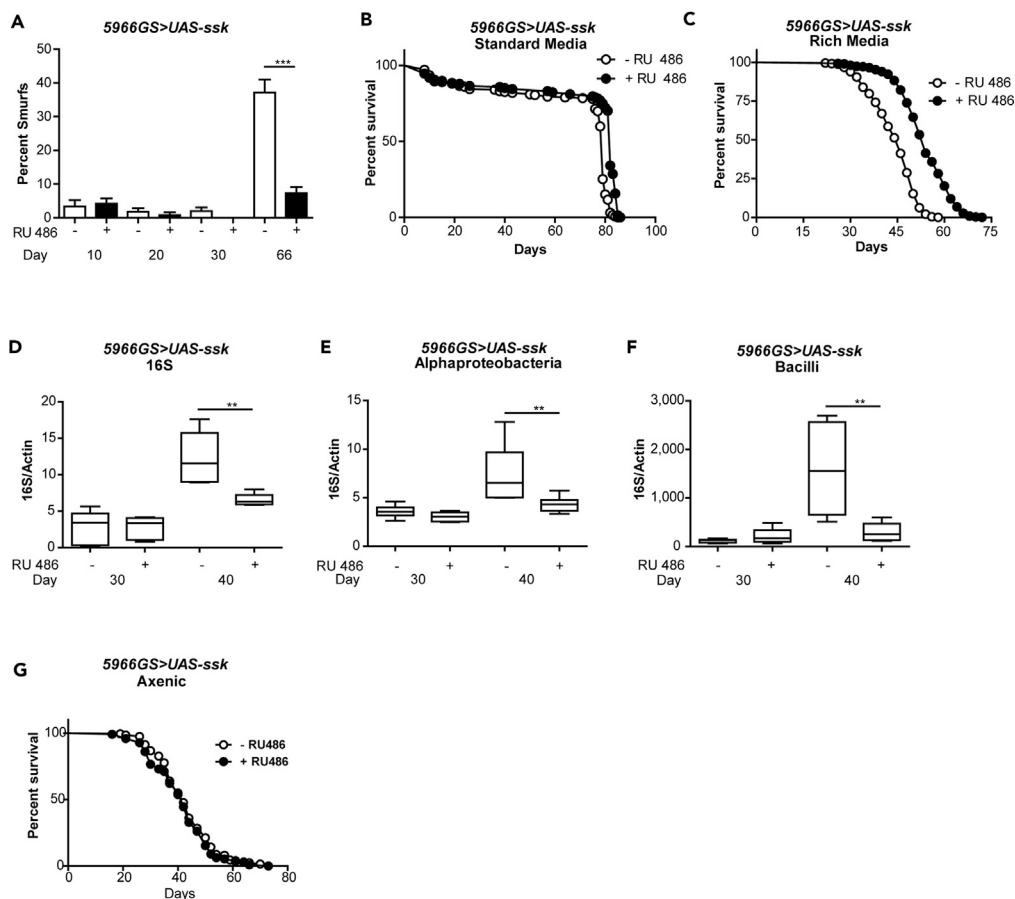 A
5966GS>UAS-ssk
Percent Smurfs
50
40
30
20
10
0
***
RU 486 - + - + - + - +
Day 10 20 30 66
B
5966GS>UAS-ssk
Standard Media
Percent survival
100
50
0
- RU 486
+ RU 486
0 20 40 60 80 100
Days
C
5966GS>UAS-ssk
Rich Media
Percent survival
100
75
50
25
0
- RU 486
+ RU 486
0 15 30 45 60 75
Days
D
5966GS>UAS-ssk
16S
16S/Actin
20
15
10
5
0
**
RU 486 - + - +
Day 30 40
E
5966GS>UAS-ssk
Alphaproteobacteria
16S/Actin
15
10
5
0
**
RU 486 - + - +
Day 30 40
F
5966GS>UAS-ssk
Bacilli
16S/Actin
3,000
2,000
1,000
0
**
RU 486 - + - +
Day 30 40
G
5966GS>UAS-ssk
Axenic
Percent survival
100
50
0
- RU486
+ RU486
0 20 40 60 80
Days